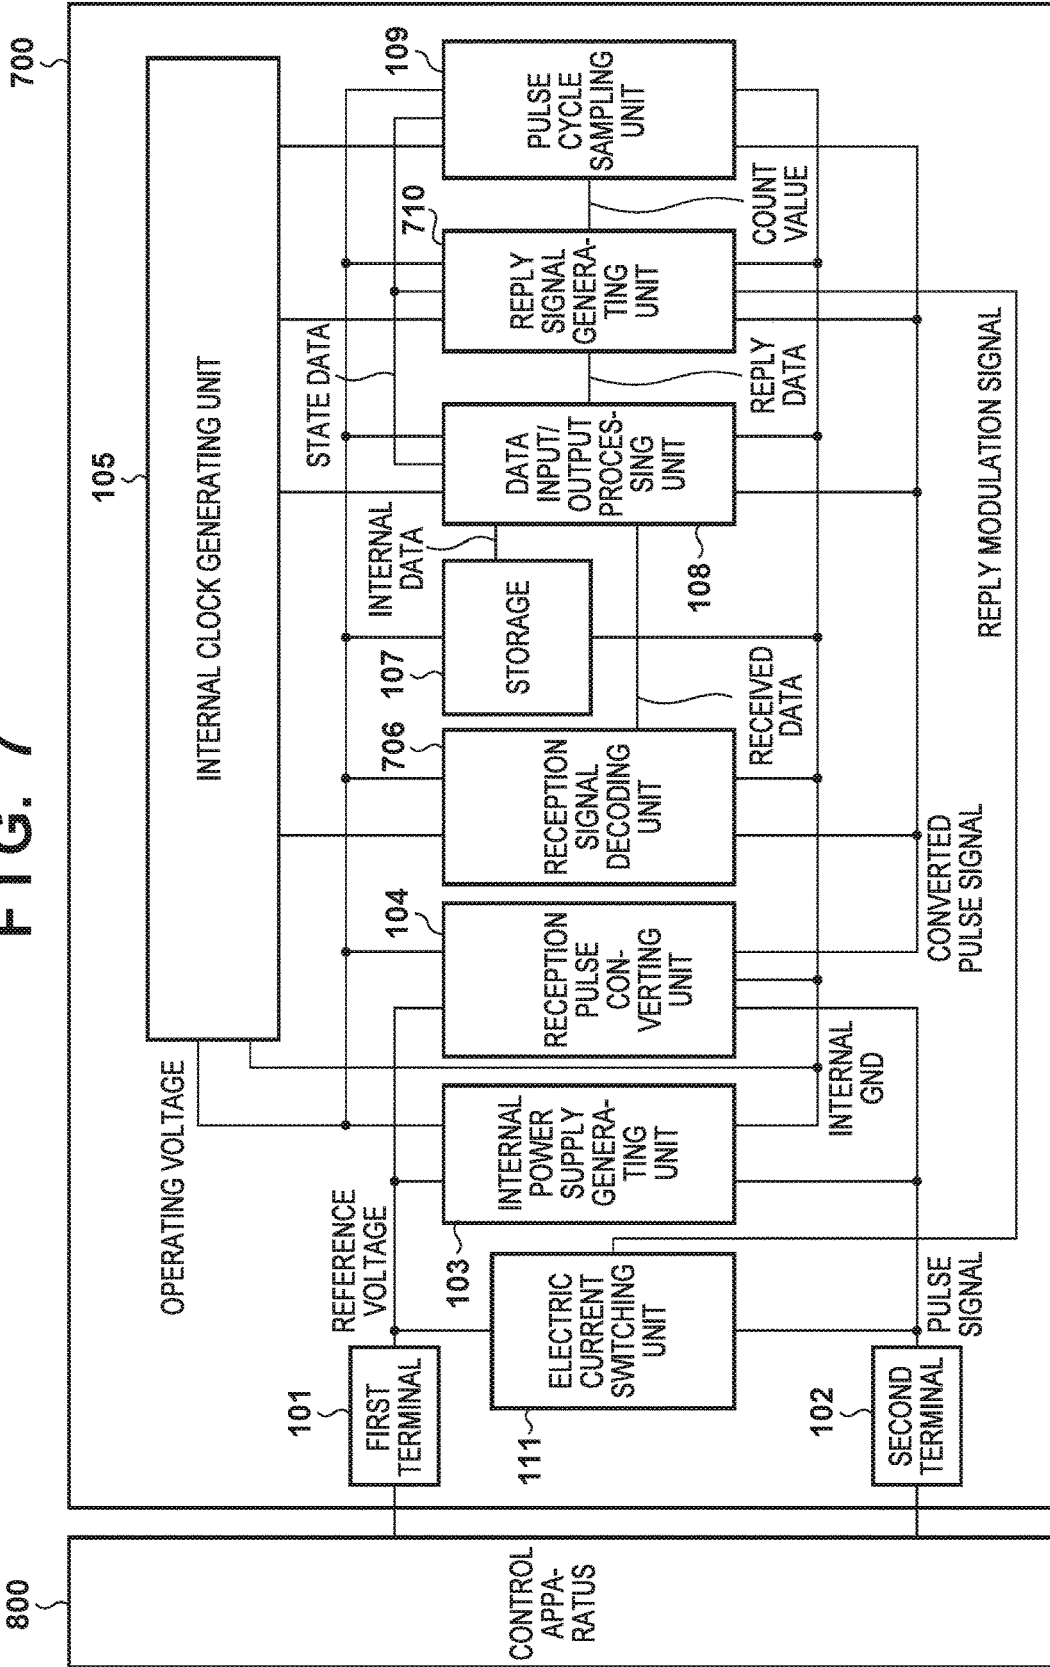 FIG. 7
800
700
CONTROL
APPA-
RATUS
105
INTERNAL CLOCK GENERATING UNIT
OPERATING VOLTAGE
STATE DATA
REFERENCE
VOLTAGE
101
FIRST
TERMINAL
111
ELECTRIC
CURRENT
SWITCHING
UNIT
103
INTERNAL
POWER
SUPPLY
GENERA-
TING
UNIT
104
RECEPTION
PULSE
CON-
VERTING
UNIT
706
RECEPTION
SIGNAL
DECODING
UNIT
107
STORAGE
INTERNAL
DATA
108
DATA
INPUT/
OUTPUT
PROCES-
SING
UNIT
710
REPLY
SIGNAL
GENERA-
TING
UNIT
109
PULSE
CYCLE
SAMPLING
UNIT
RECEIVED
DATA
REPLY
DATA
COUNT
VALUE
INTERNAL
GND
102
SECOND
TERMINAL
PULSE
SIGNAL
CONVERTED
PULSE SIGNAL
REPLY MODULATION SIGNAL